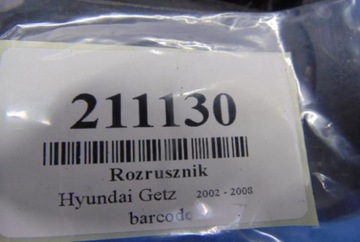 211130
Rozrusznik
Hyundai Getz 2002 - 2008
barcode